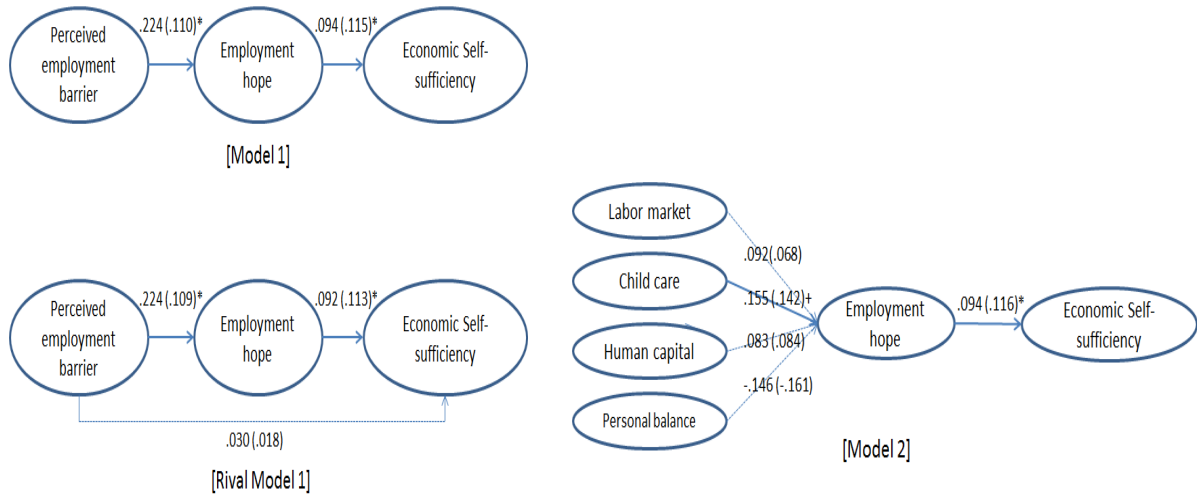 .224 (.110)*
.094 (.115)*
Perceived
employment
barrier
Employment
hope
Economic Self-
sufficiency
[Model 1]
.224 (.109)*
.092 (.113)*
Perceived
employment
barrier
Employment
hope
Economic Self-
sufficiency
.030 (.018)
[Rival Model 1]
Labor market
.092(.068)
Child care
.155 (.142)+
Human capital
.083 (.084)
Personal balance
-.146 (-.161)
Employment
hope
.094 (.116)*
Economic Self-
sufficiency
[Model 2]